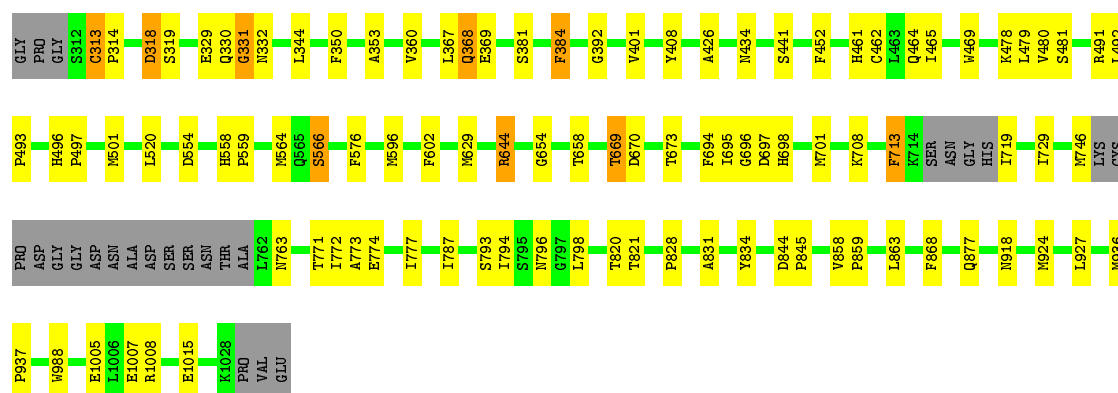 GLY PRO GLY S312 C313 P314 D318 S319 E329 Q330 G331 N332 L344 F350 A353 V360 L367 Q368 E369 S381 F384 G392 V401 Y408 A426 N434 S441 F452 H461 C462 L463 Q464 I465 W469 K478 L479 V480 S481 R491
P493 H496 P497 M501 L520 D554 H558 P559 M564 Q565 S566 F576 M596 F602 M629 R644 G654 T658 T669 D670 T673 F694 I695 G696 D697 H698 M701 K708 F713 K714 SER ASN GLY HIS I719 I729 M746 LYS
PRO ASP GLY GLY ASP ASN ALA ASP SER SER ASN THR ALA L762 N763 T771 I772 A773 E774 I777 I787 S793 I794 S795 N796 G797 L798 T820 T821 P828 A831 Y834 D844 P845 V858 P859 L863 F868 Q877 N918 M924 L927
P937 W988 E1005 L1006 E1007 R1008 E1015 K1028 PRO VAL GLU